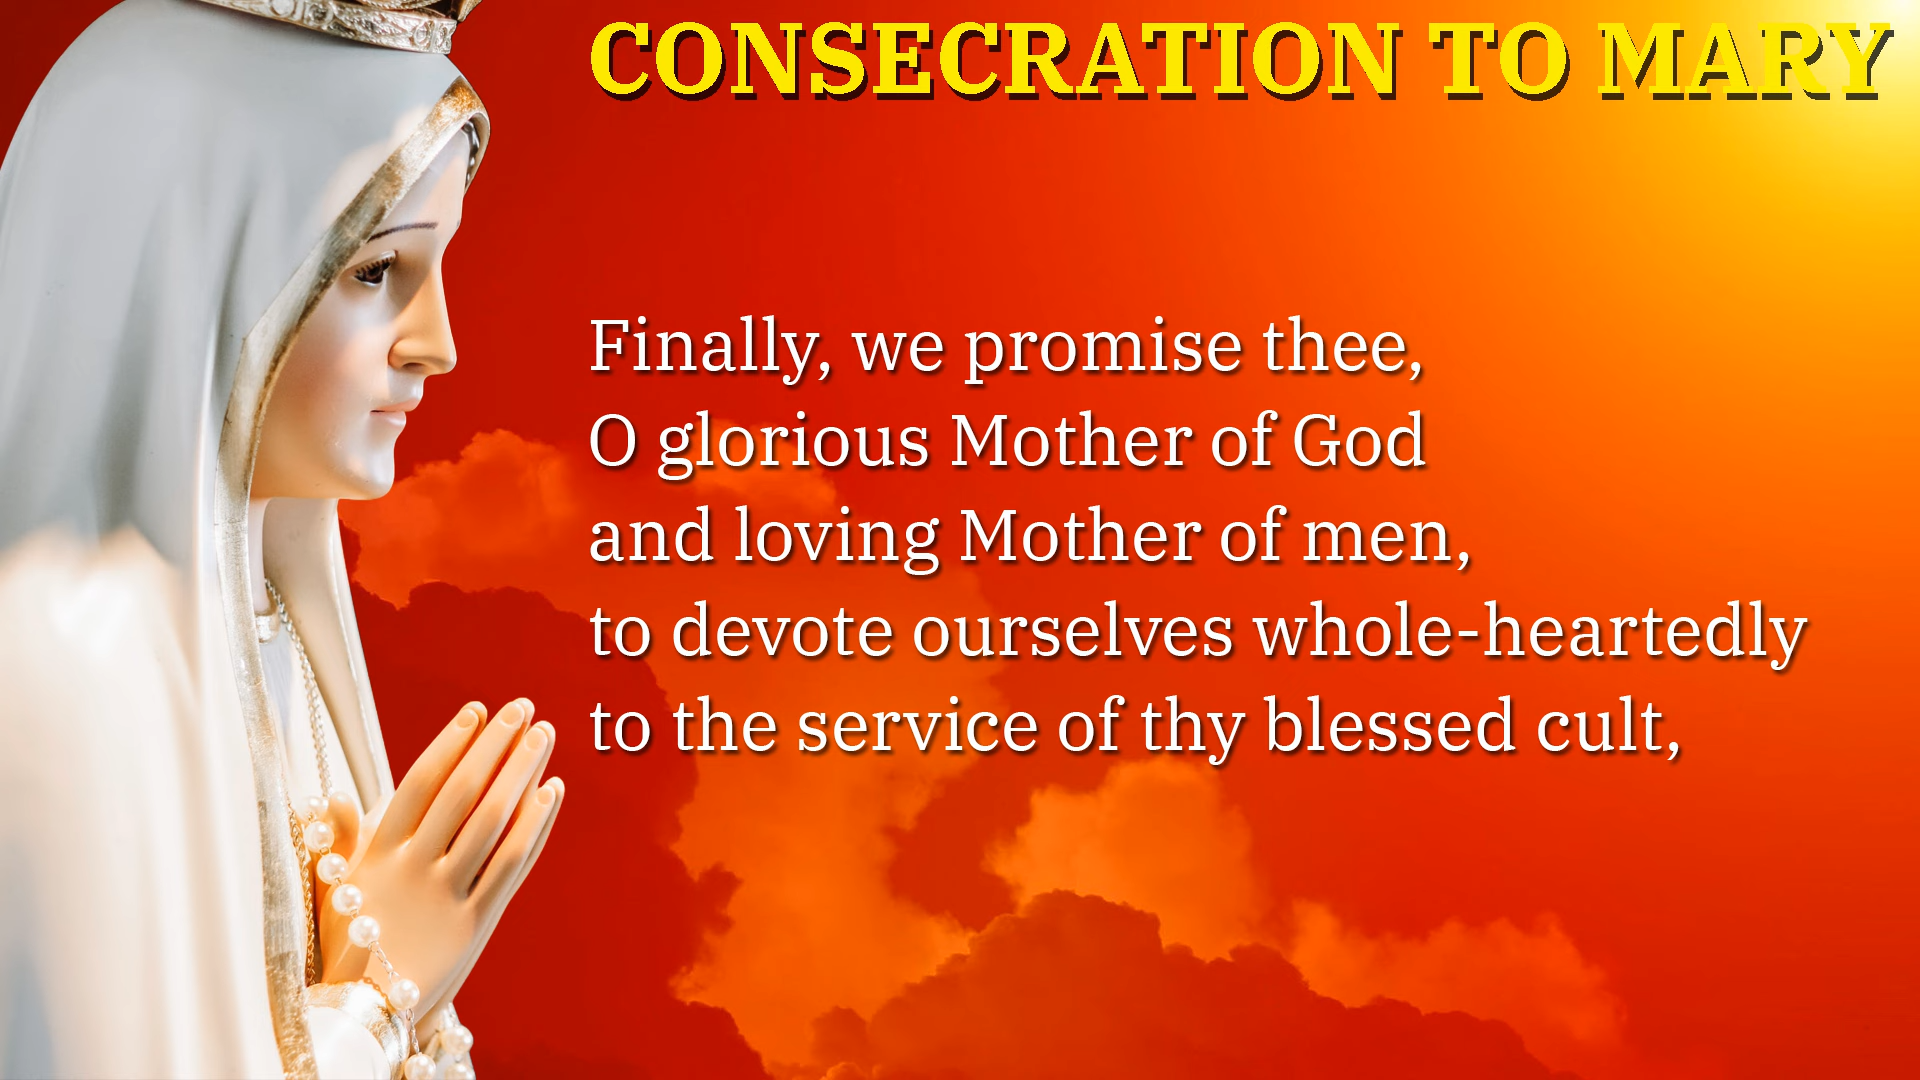 CONSECRATION TO MARY
Finally, we promise thee,
O glorious Mother of God
and loving Mother of men,
to devote ourselves whole-heartedly
to the service of thy blessed cult,